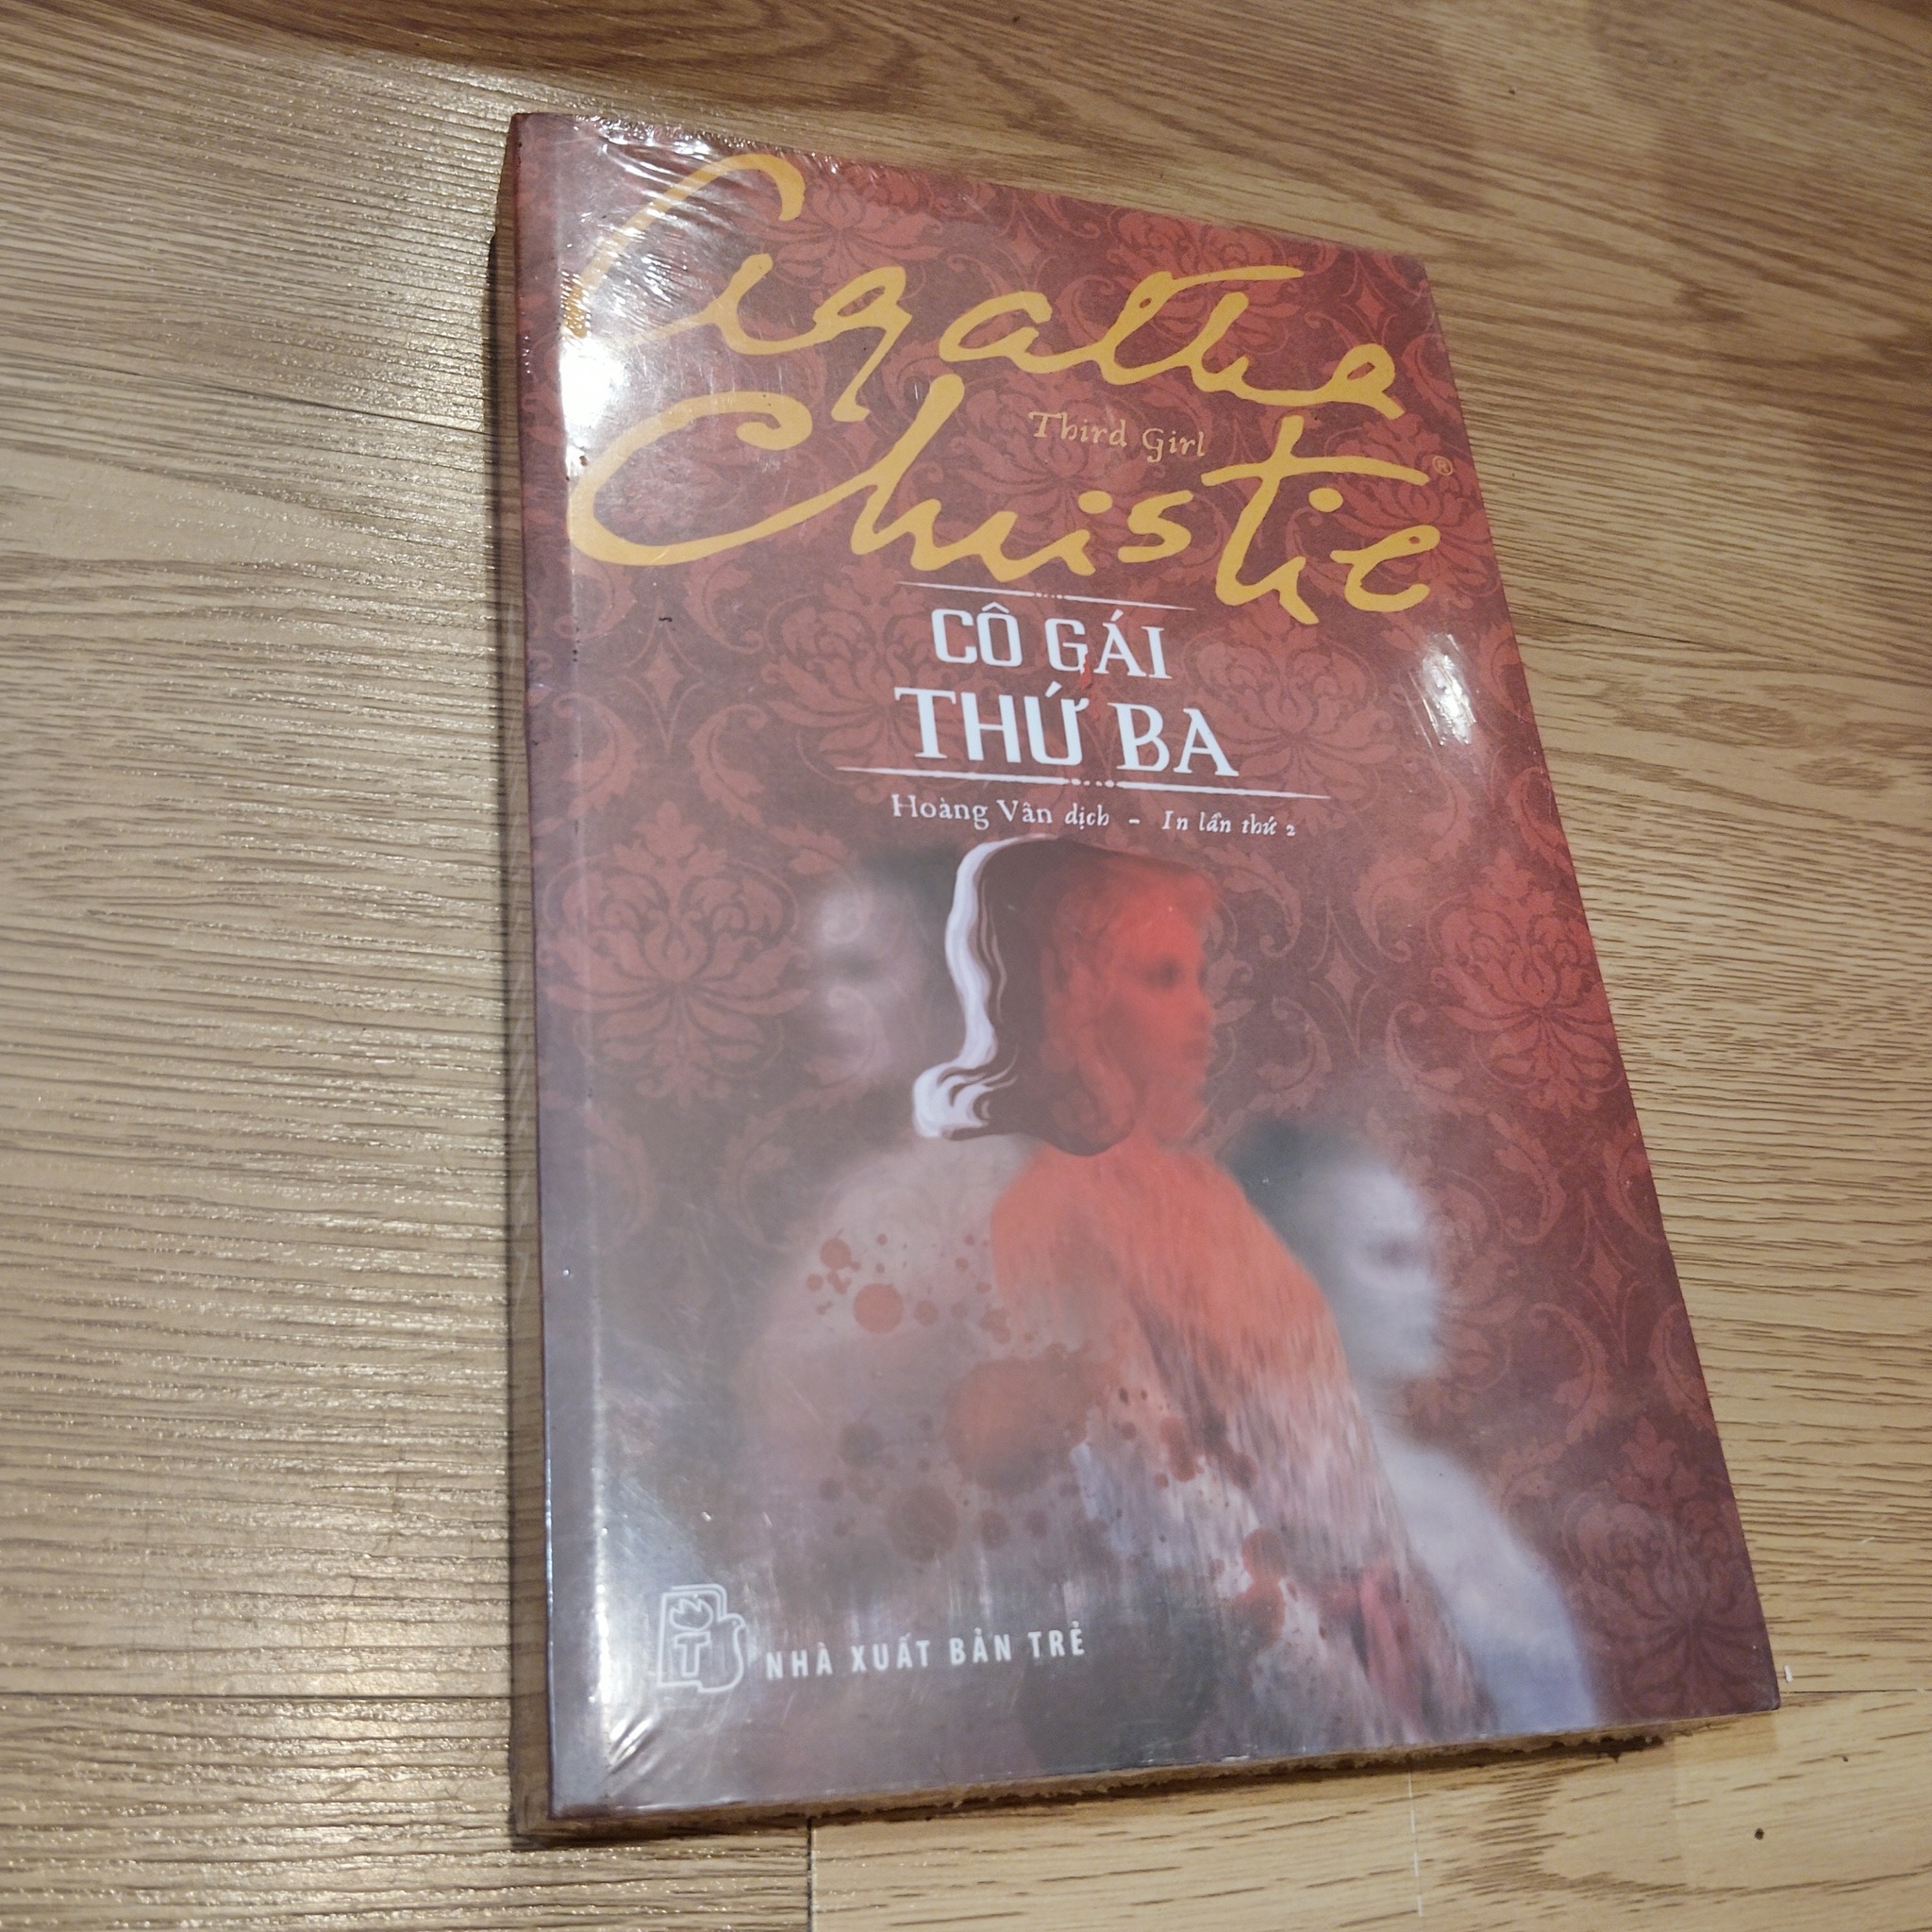 Agatha
Third Girl
Christie®
CÔ GÁI
THỨ BA
Hoàng Vân dịch - In lần thứ 2
T
NHÀ XUẤT BẢN TRẺ